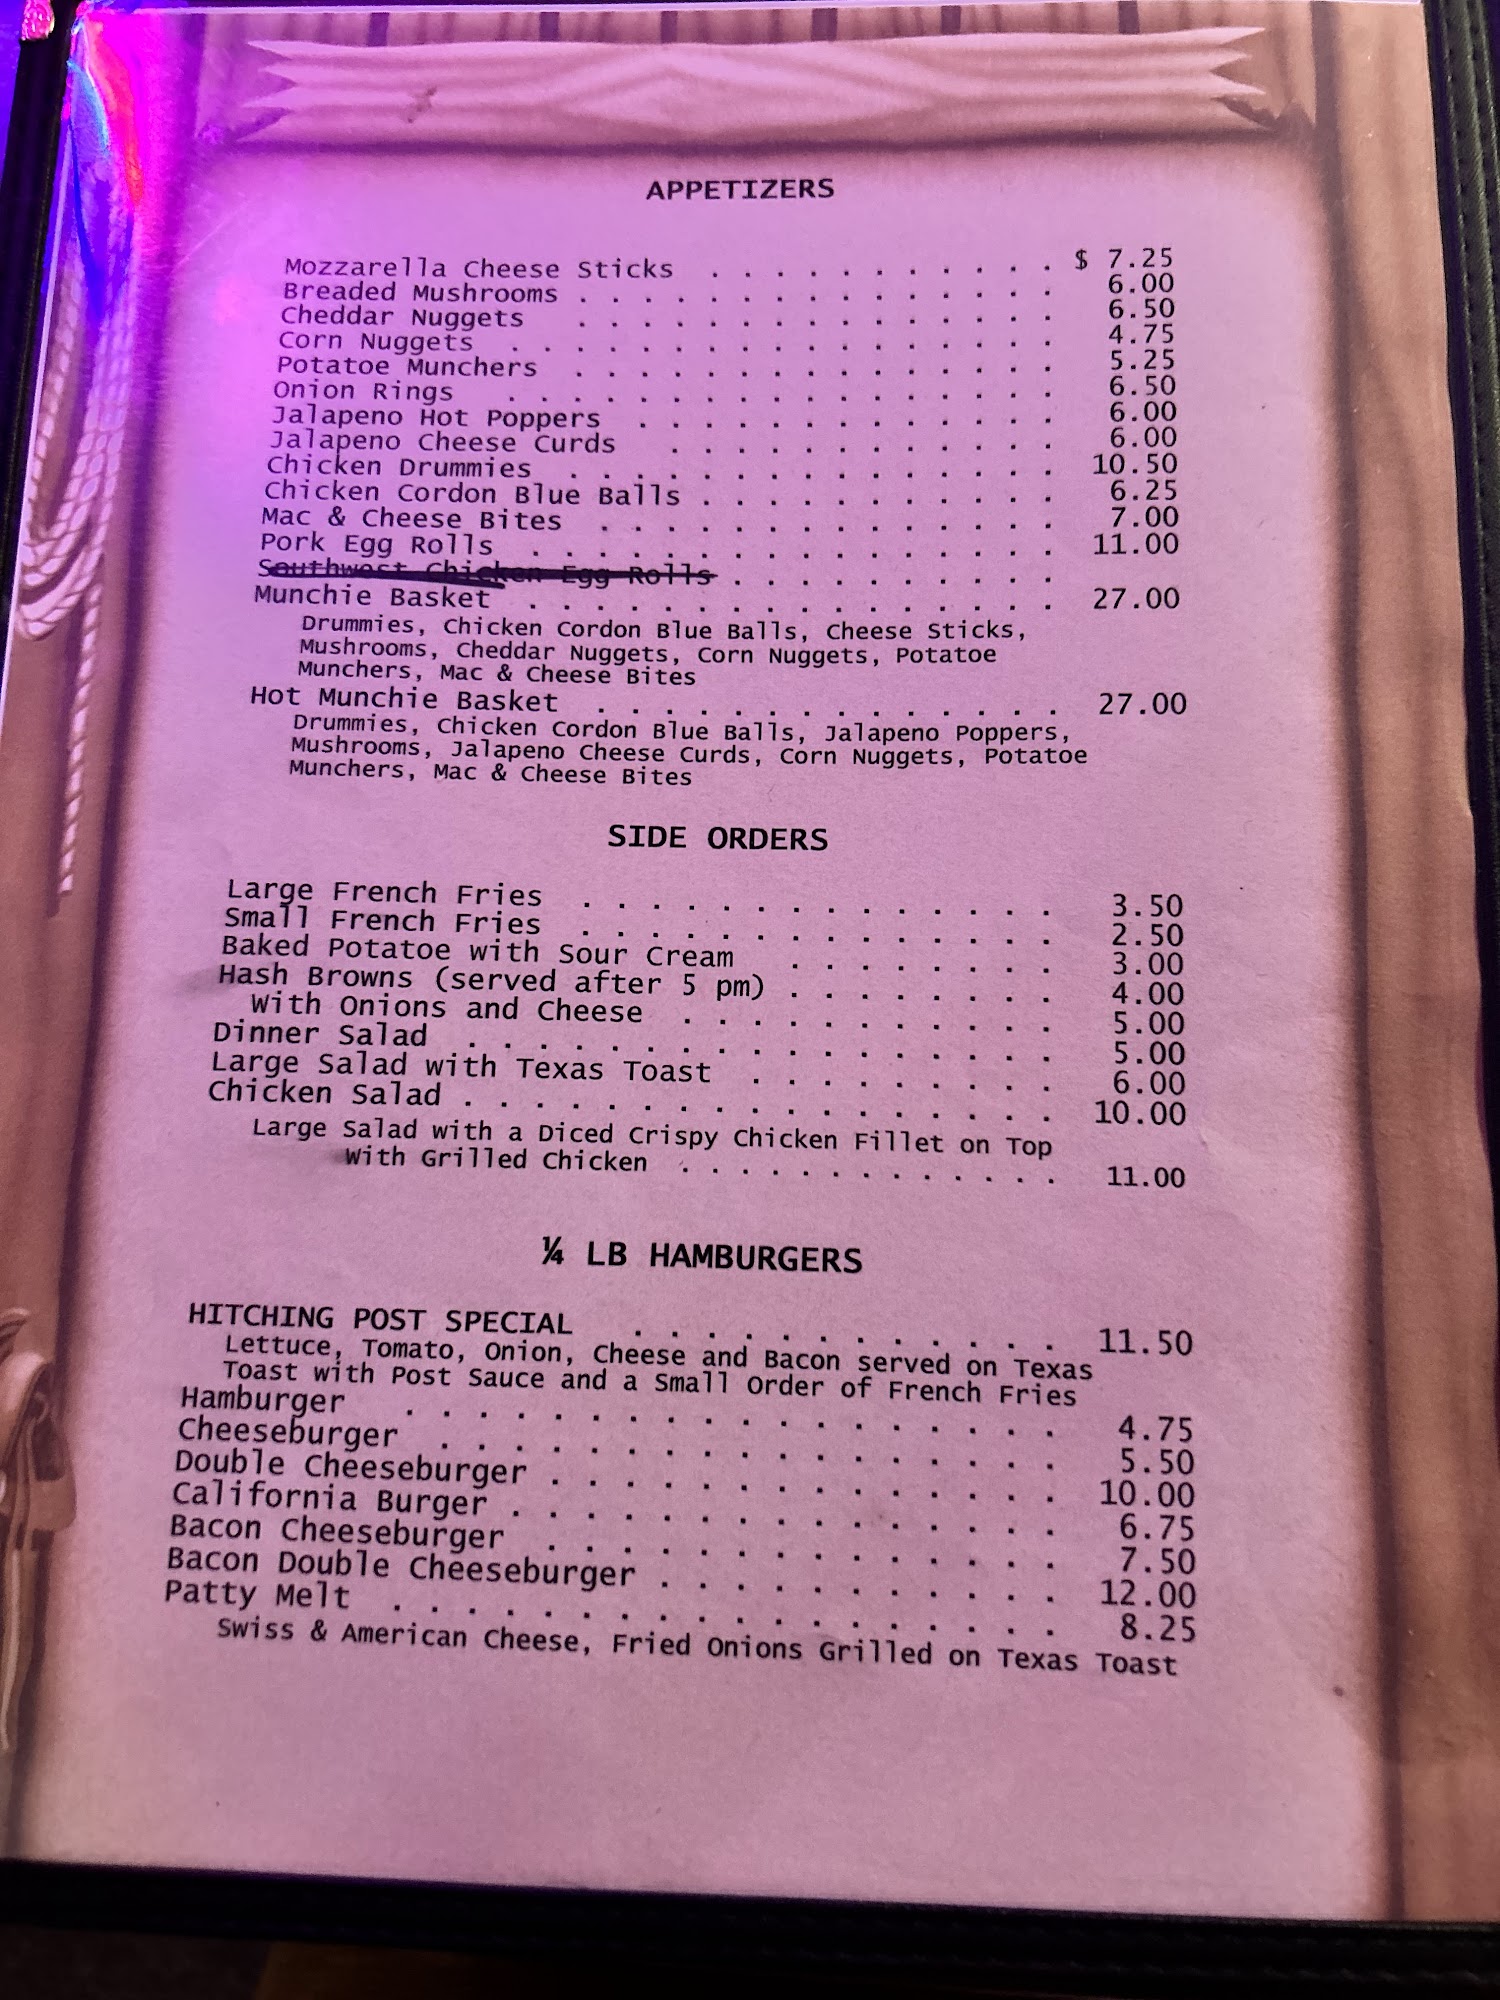 APPETIZERS
Mozzarella Cheese Sticks . . . . . . . . . . . $ 7.25
Breaded Mushrooms . . . . . . . . . . . . . . . 6.00
Cheddar Nuggets . . . . . . . . . . . . . . . 6.50
Corn Nuggets . . . . . . . . . . . . . . . . . 4.75
Potatoe Munchers . . . . . . . . . . . . . . . 5.25
Onion Rings . . . . . . . . . . . . . . . . . 6.50
Jalapeno Hot Poppers . . . . . . . . . . . . . 6.00
Jalapeno Cheese Curds . . . . . . . . . . . . 6.00
Chicken Drummies . . . . . . . . . . . . . . . 10.50
Chicken Cordon Blue Balls . . . . . . . . . . . 6.25
Mac & Cheese Bites . . . . . . . . . . . . . . 7.00
Pork Egg Rolls . . . . . . . . . . . . . . . . 11.00
Southwest Chicken Egg Rolls . . . . . . . . . .
Munchie Basket . . . . . . . . . . . . . . . . 27.00
Drummies, Chicken Cordon Blue Balls, Cheese Sticks,
Mushrooms, Cheddar Nuggets, Corn Nuggets, Potatoe
Munchers, Mac & Cheese Bites
Hot Munchie Basket . . . . . . . . . . . . . . 27.00
Drummies, Chicken Cordon Blue Balls, Jalapeno Poppers,
Mushrooms, Jalapeno Cheese Curds, Corn Nuggets, Potatoe
Munchers, Mac & Cheese Bites
SIDE ORDERS
Large French Fries . . . . . . . . . . . . . . 3.50
Small French Fries . . . . . . . . . . . . . . 2.50
Baked Potatoe with Sour Cream . . . . . . . . 3.00
Hash Browns (served after 5 pm) . . . . . . . . 4.00
With Onions and Cheese . . . . . . . . . . . 5.00
Dinner Salad . . . . . . . . . . . . . . . . . 5.00
Large Salad with Texas Toast . . . . . . . . . 6.00
Chicken Salad . . . . . . . . . . . . . . . . . 10.00
Large Salad with a Diced Crispy Chicken Fillet on Top
With Grilled Chicken . . . . . . . . . . . . . 11.00
¼ LB HAMBURGERS
HITCHING POST SPECIAL . . . . . . . . . . . . 11.50
Lettuce, Tomato, Onion, Cheese and Bacon served on Texas
Toast with Post Sauce and a Small Order of French Fries
Hamburger . . . . . . . . . . . . . . . . . . 4.75
Cheeseburger . . . . . . . . . . . . . . . . . 5.50
Double Cheeseburger . . . . . . . . . . . . . . 10.00
California Burger . . . . . . . . . . . . . . . 6.75
Bacon Cheeseburger . . . . . . . . . . . . . . 7.50
Bacon Double Cheeseburger . . . . . . . . . . . 12.00
Patty Melt . . . . . . . . . . . . . . . . . . 8.25
Swiss & American Cheese, Fried Onions Grilled on Texas Toast